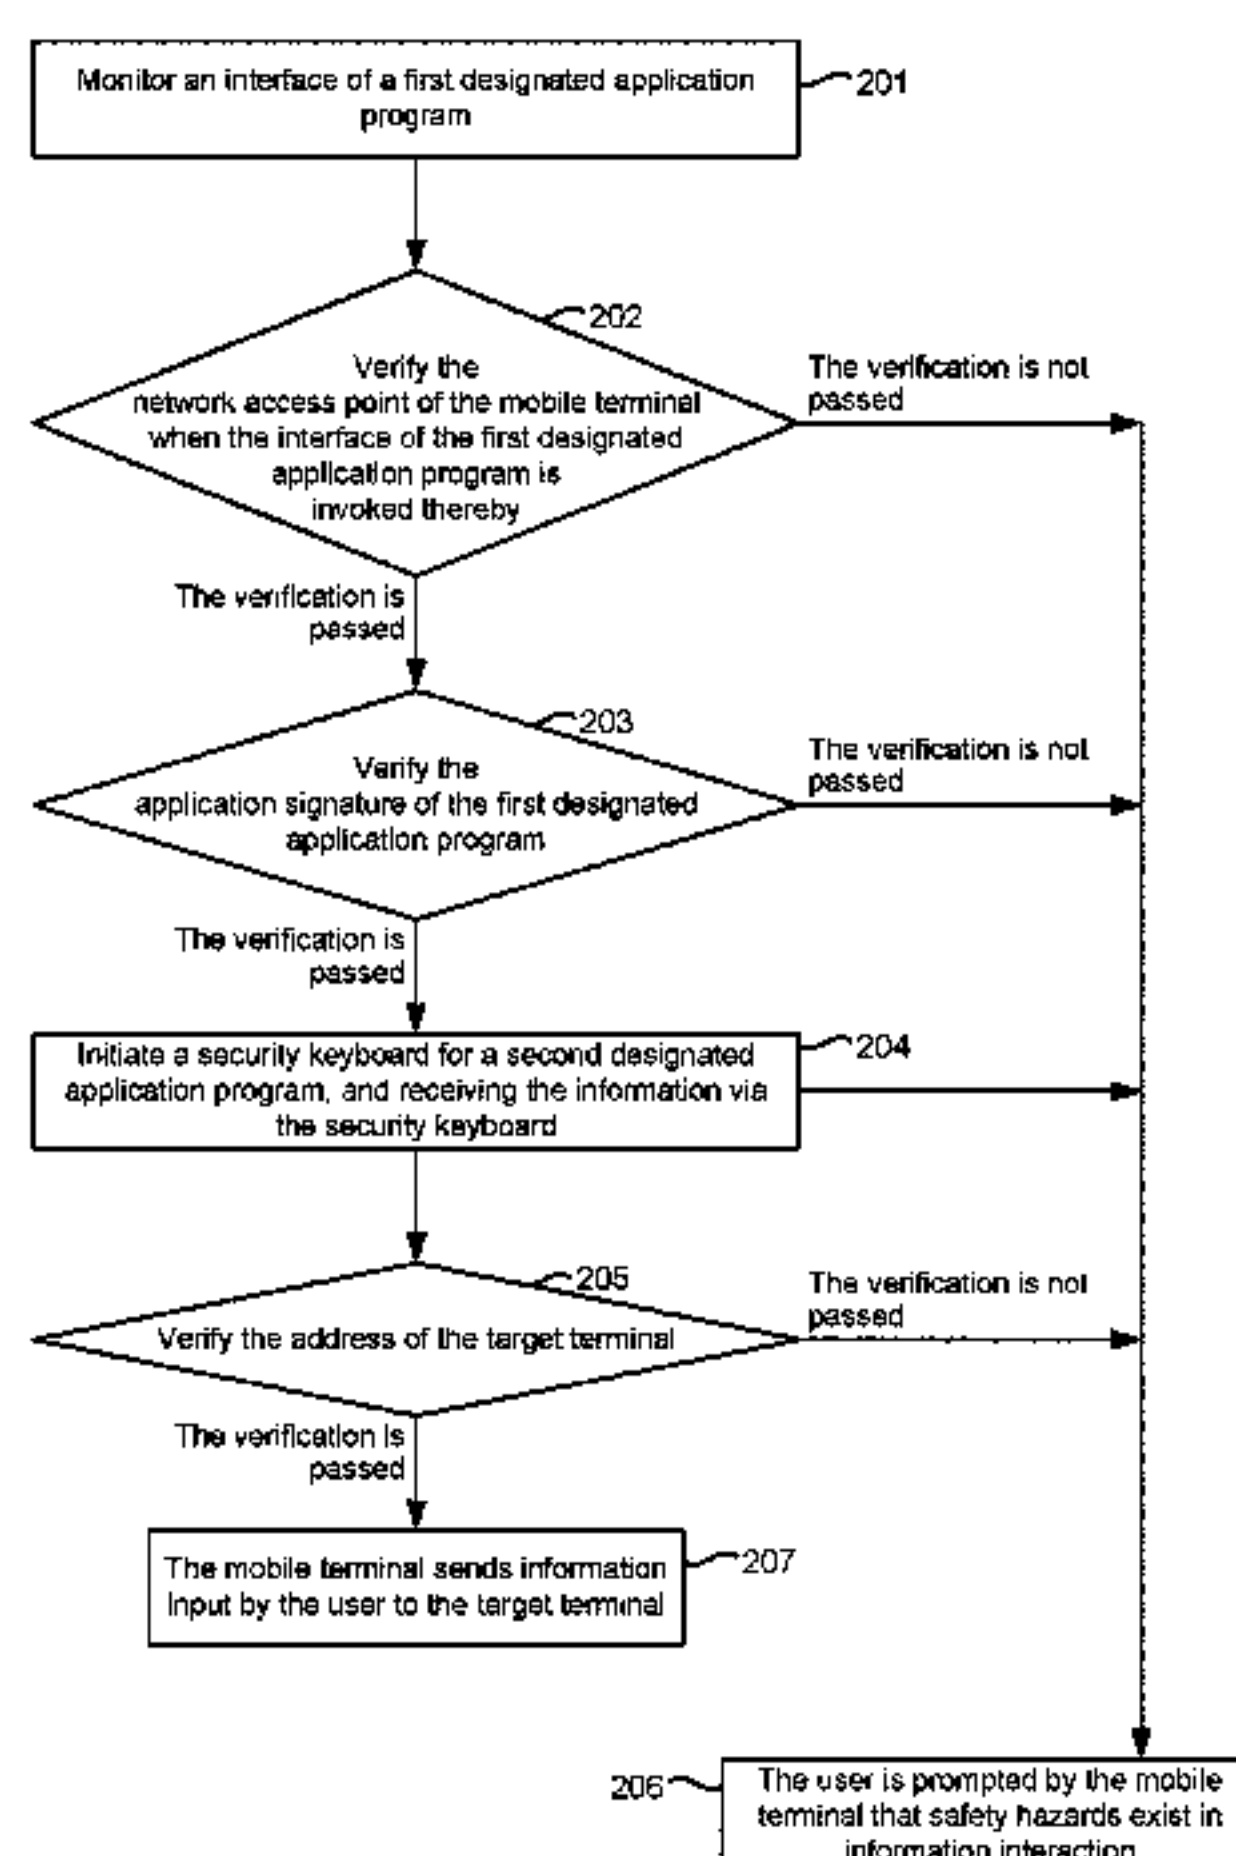 Monitor an interface of a first designated application
program
201
202
Verify the
network access point of the mobile terminal
when the interface of the first designated
application program is
invoked thereby
The verification is not
passed
The verification is
passed
203
Verify the
application signature of the first designated
application program
The verification is not
passed
The verification is
passed
Initiate a security keyboard for a second designated
application program, and receiving the information via
the security keyboard
204
205
Verify the address of the target terminal
The verification is not
passed
The verification is
passed
The mobile terminal sends information
input by the user to the target terminal
207
206
The user is prompted by the mobile
terminal that safety hazards exist in
information interaction